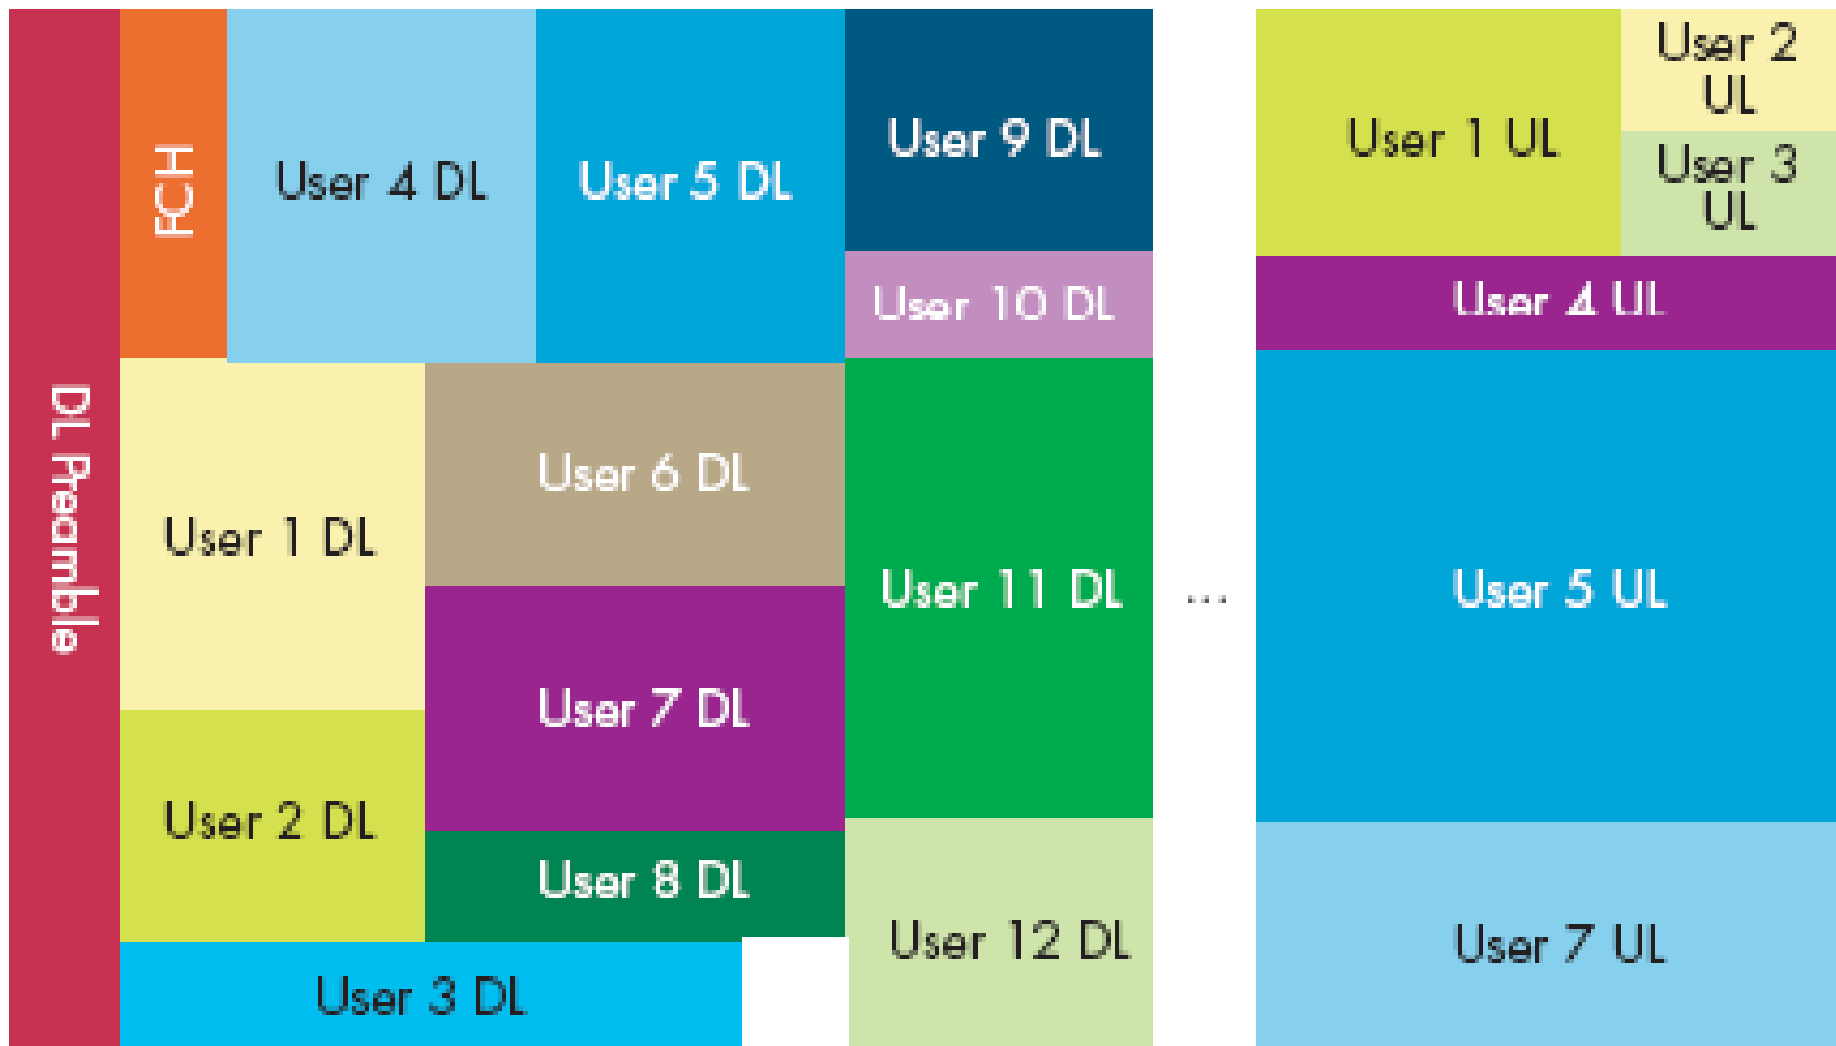 DL Preamble
FCH
User 4 DL
User 5 DL
User 9 DL
User 10 DL
User 1 DL
User 6 DL
User 7 DL
User 11 DL
User 2 DL
User 8 DL
User 12 DL
User 3 DL
...
User 1 UL
User 2
UL
User 3
UL
User 4 UL
User 5 UL
User 7 UL